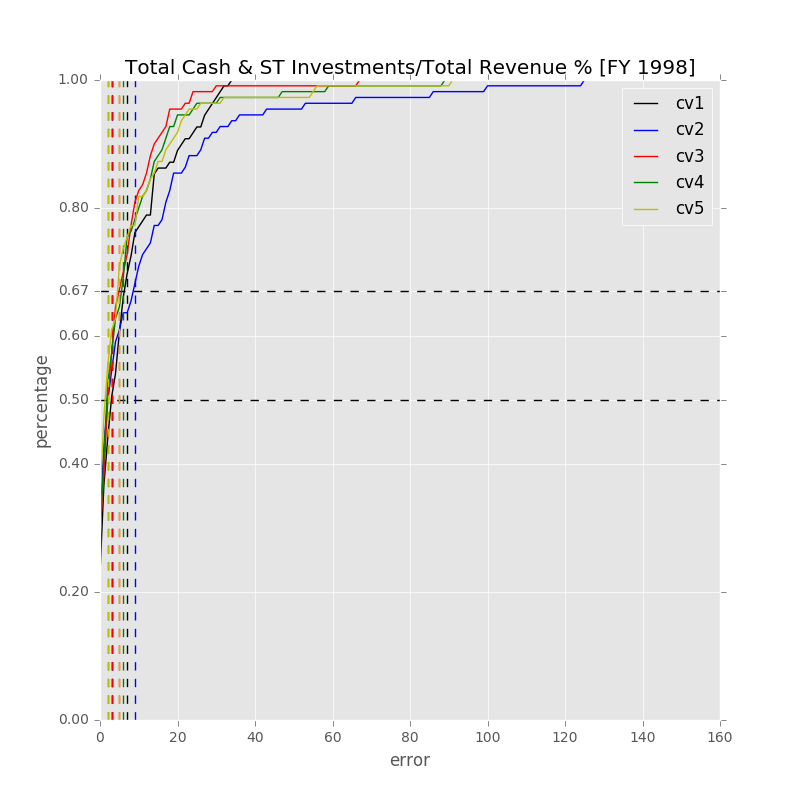 Total Cash & ST Investments/Total Revenue % [FY 1998]
1.00
0.80
0.67
0.60
0.50
0.40
0.20
0.00
percentage
cv1
cv2
cv3
cv4
cv5
0 20 40 60 80 100 120 140 160
error